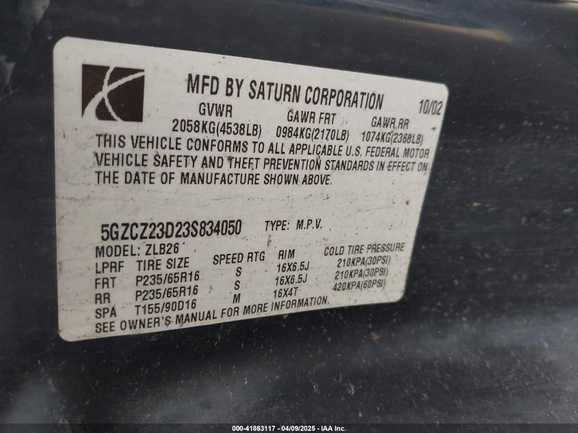 MFD BY SATURN CORPORATION 10/02
GVWR GAWR FRT GAWR RR
2058KG(4538LB) 0984KG(2170LB) 1074KG(2368LB)
THIS VEHICLE CONFORMS TO ALL APPLICABLE U.S. FEDERAL MOTOR
VEHICLE SAFETY AND THEFT PREVENTION STANDARDS IN EFFECT ON
THE DATE OF MANUFACTURE SHOWN ABOVE.
5GZCZ23D23S834050 TYPE: M.P.V.
MODEL: ZLB26
LPRF TIRE SIZE SPEED RTG RIM COLD TIRE PRESSURE
FRT P235/65R16 S 16X6.5J 210KPA(30PSI)
RR P235/65R16 S 16X6.5J 210KPA(30PSI)
SPA T155/90D16 M 16X4T 420KPA(60PSI)
SEE OWNER'S MANUAL FOR MORE INFORMATION.
000-41863117 - 04/09/2025 - IAA Inc.